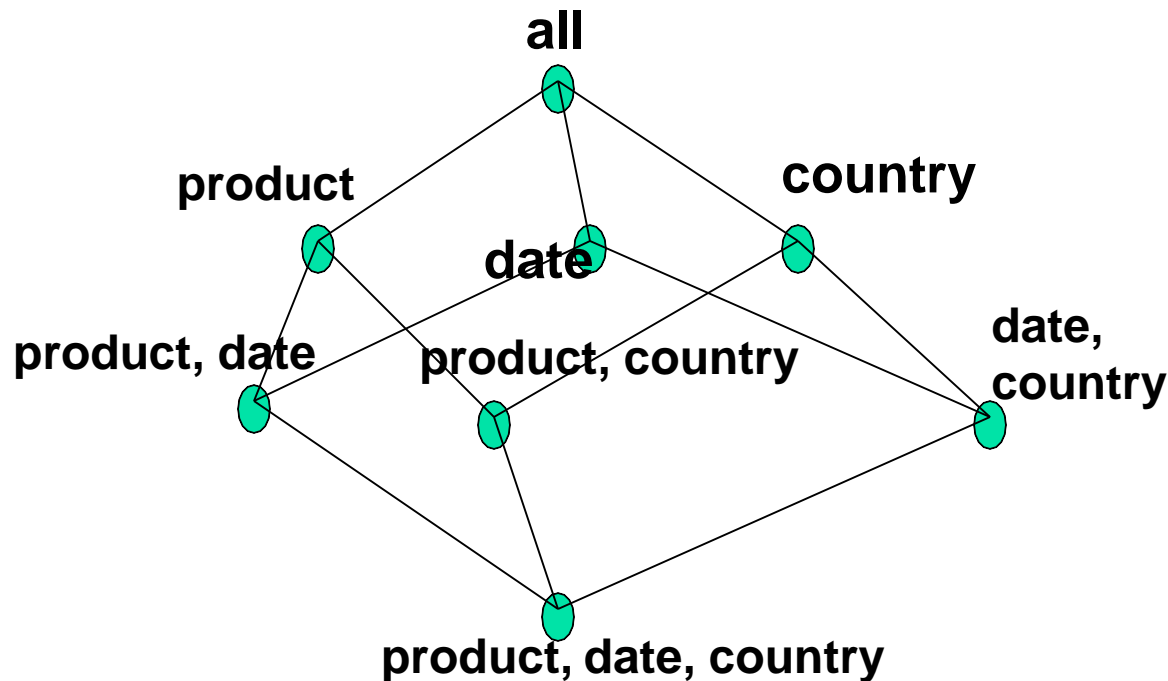 all
product
country
date
product, date
product, country
date,
country
product, date, country